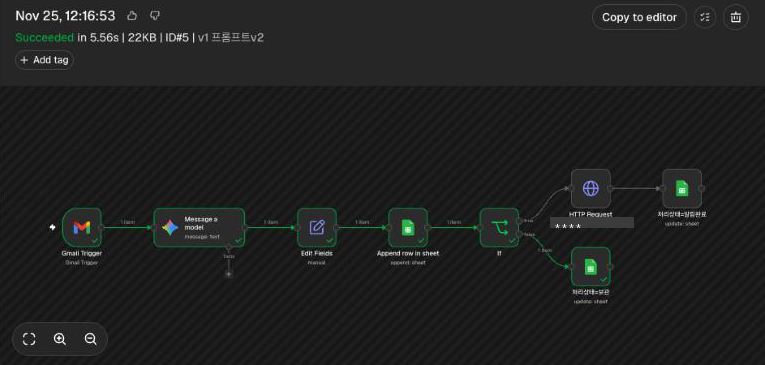 Nov 25, 12:16:53
Copy to editor
Succeeded in 5.56s | 22KB | ID#5 | v1 프롬프트v2
+ Add tag
1 item
Message a model
message: text
1 item
1 item
1 item
true
false
1 item
Tools
Gmail Trigger
Gmail Trigger
Edit Fields
manual
Append row in sheet
append: sheet
If
HTTP Request
****
처리상태=알림완료
update: sheet
처리상태=보관
update: sheet